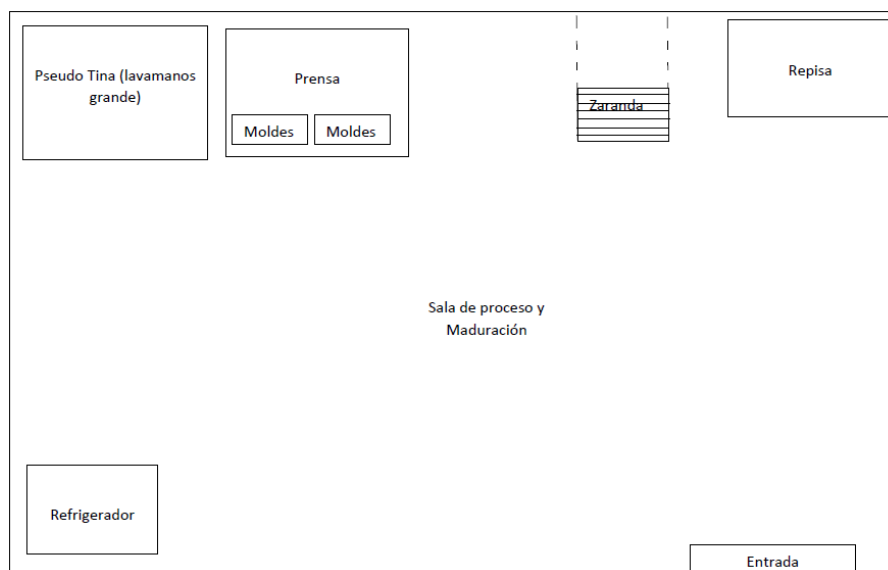 Pseudo Tina (lavamanos
grande)
Prensa
Moldes
Moldes
Zaranda
Repisa
Sala de proceso y
Maduración
Refrigerador
Entrada